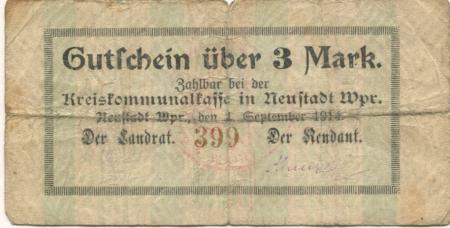 Gutschein über 3 Mark.
Zahlbar bei der
Kreiskommunalkasse in Neustadt Wpr.
Neustadt Wpr., den 1. September 1914.
Der Landrat. 399 Der Rendant.